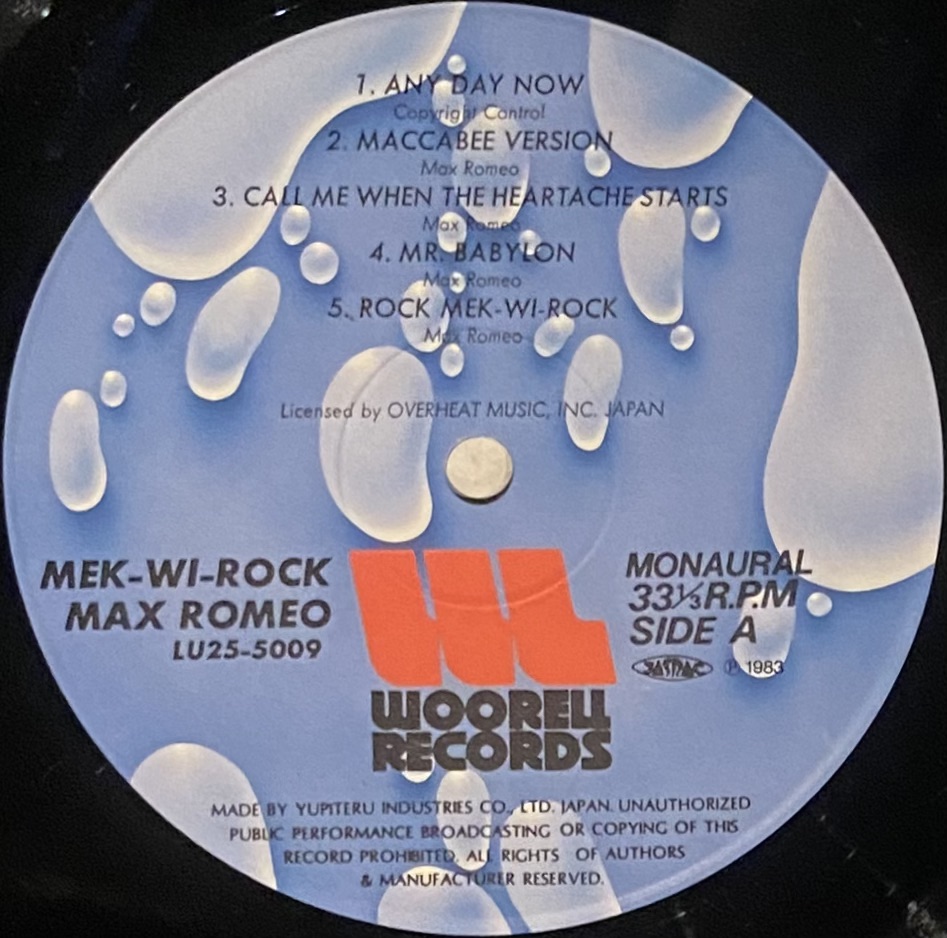 1. ANY DAY NOW
Copyright Control
2. MACCABEE VERSION
Max Romeo
3. CALL ME WHEN THE HEARTACHE STARTS
Max Romeo
4. MR. BABYLON
Max Romeo
5. ROCK MEK-WI-ROCK
Max Romeo
Licensed by OVERHEAT MUSIC, INC. JAPAN
MEK-WI-ROCK
MAX ROMEO
LU25-5009
WOORELL
RECORDS
MONAURAL
33⅓R.P.M
SIDE A
JASRAC ℗ 1983
MADE BY YUPITERU INDUSTRIES CO., LTD. JAPAN. UNAUTHORIZED
PUBLIC PERFORMANCE BROADCASTING OR COPYING OF THIS
RECORD PROHIBITED. ALL RIGHTS OF AUTHORS
& MANUFACTURER RESERVED.